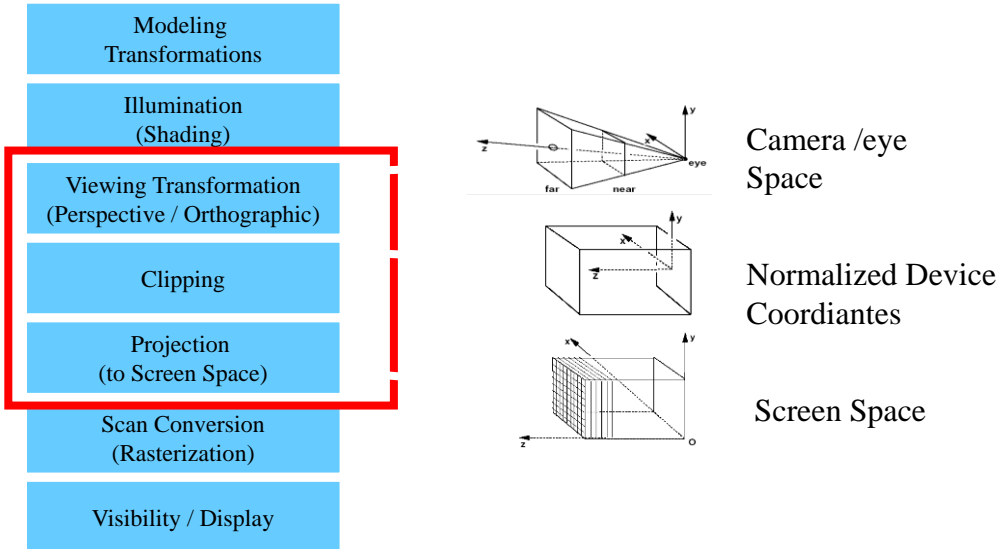 Modeling
Transformations
Illumination
(Shading)
Viewing Transformation
(Perspective / Orthographic)
Clipping
Projection
(to Screen Space)
Scan Conversion
(Rasterization)
Visibility / Display
y
x
z
eye
far
near
Camera /eye
Space
y
x
z
Normalized Device
Coordiantes
y
x
z
O
Screen Space